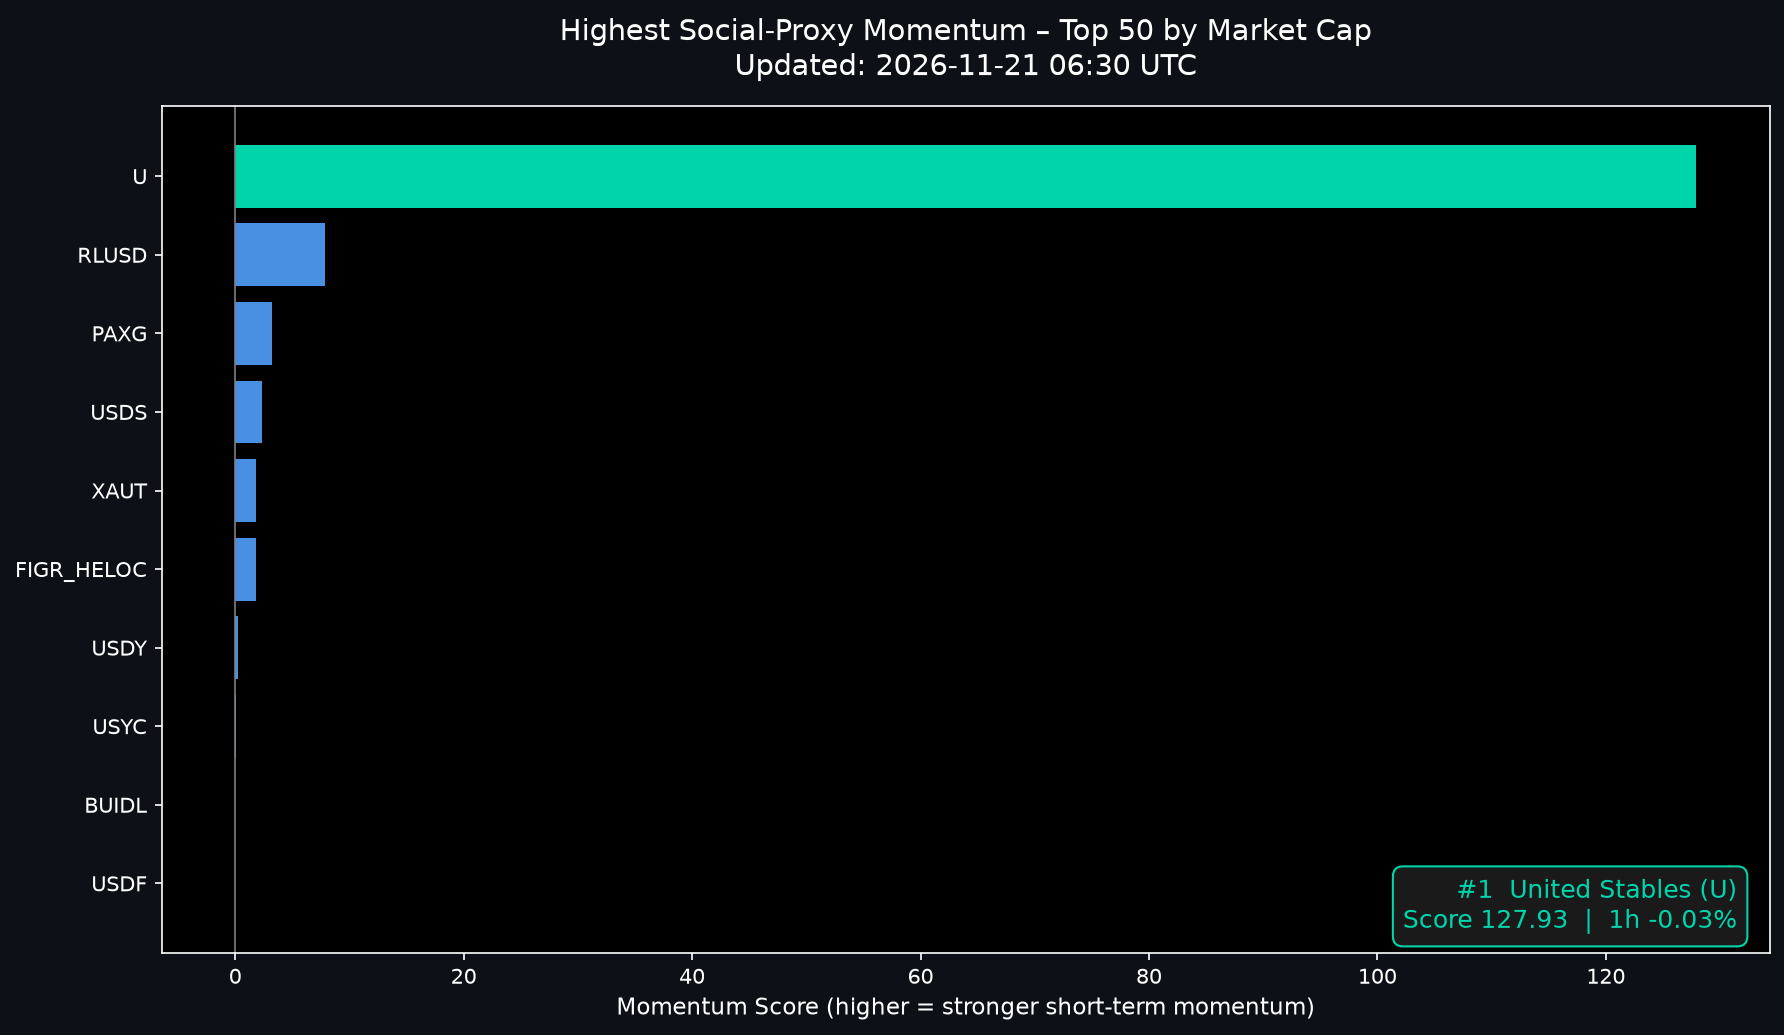 Highest Social-Proxy Momentum – Top 50 by Market Cap
Updated: 2026-11-21 06:30 UTC
U
RLUSD
PAXG
USDS
XAUT
FIGR_HELOC
USDY
USYC
BUIDL
USDF
#1  United Stables (U)
Score 127.93  |  1h -0.03%
0 20 40 60 80 100 120
Momentum Score (higher = stronger short-term momentum)